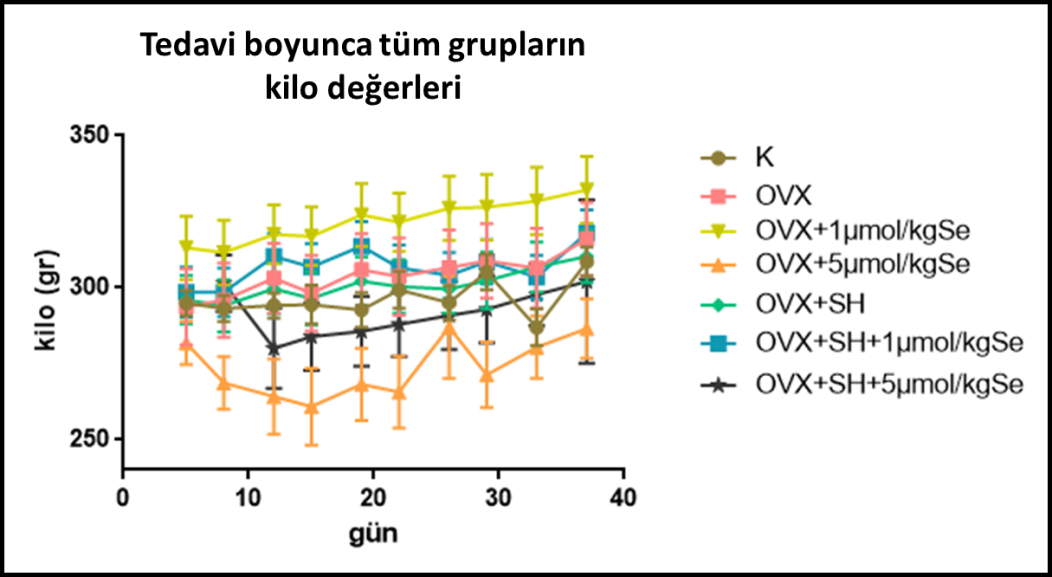 Tedavi boyunca tüm grupların
kilo değerleri
350
300
250
kilo (gr)
0
10
20
30
40
gün
K
OVX
OVX+1µmol/kgSe
OVX+5µmol/kgSe
OVX+SH
OVX+SH+1µmol/kgSe
OVX+SH+5µmol/kgSe